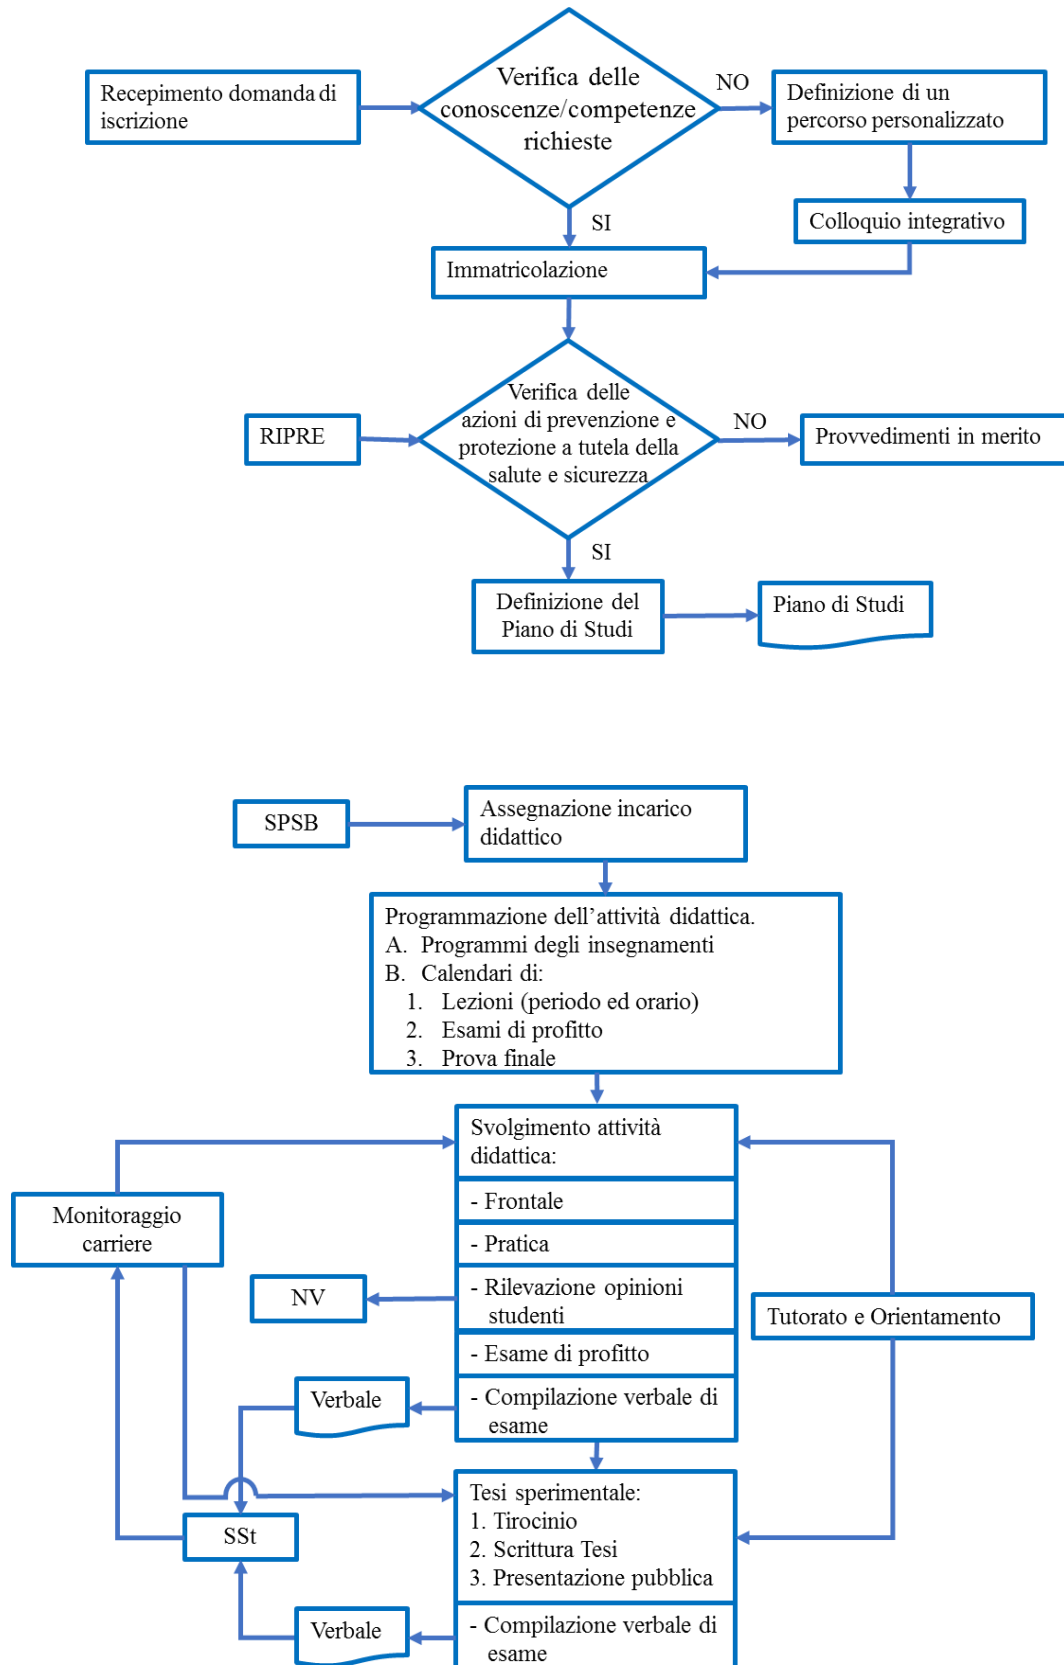 Recepimento domanda di
iscrizione
Verifica delle
conoscenze/competenze
richieste
NO
Definizione di un
percorso personalizzato
Colloquio integrativo
SI
Immatricolazione
RIPRE
Verifica delle
azioni di prevenzione e
protezione a tutela della
salute e sicurezza
NO
Provvedimenti in merito
SI
Definizione del
Piano di Studi
Piano di Studi
SPSB
Assegnazione incarico
didattico
Programmazione dell’attività didattica.
A. Programmi degli insegnamenti
B. Calendari di:
1. Lezioni (periodo ed orario)
2. Esami di profitto
3. Prova finale
Svolgimento attività
didattica:
- Frontale
- Pratica
- Rilevazione opinioni
studenti
- Esame di profitto
- Compilazione verbale di
esame
Monitoraggio
carriere
NV
Tutorato e Orientamento
Verbale
SSt
Tesi sperimentale:
1. Tirocinio
2. Scrittura Tesi
3. Presentazione pubblica
- Compilazione verbale di
esame
Verbale